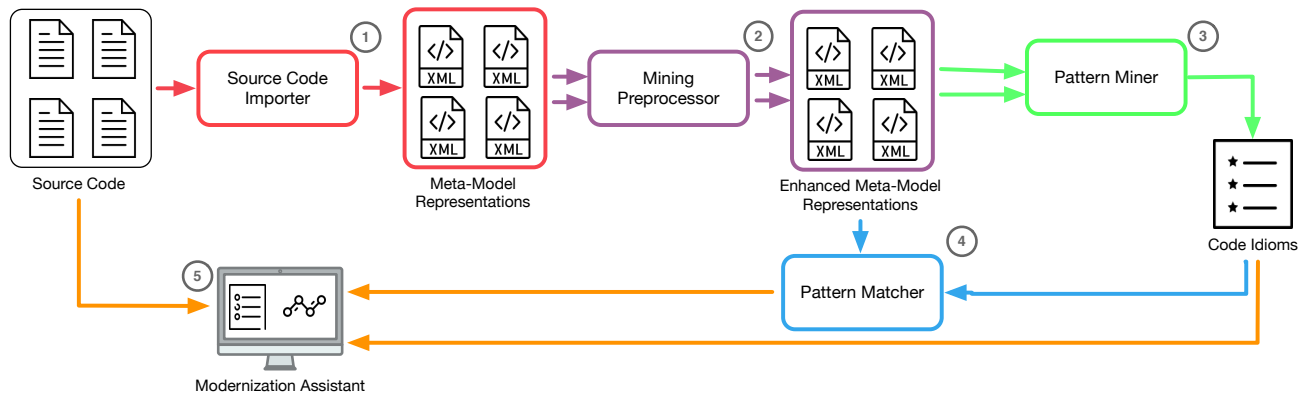 1
2
3
Source Code
Importer
Mining
Preprocessor
Pattern Miner
</>
XML
</>
XML
</>
XML
</>
XML
</>
XML
</>
XML
</>
XML
</>
XML
Source Code
Meta-Model
Representations
Enhanced Meta-Model
Representations
Code Idioms
4
5
Pattern Matcher
Modernization Assistant